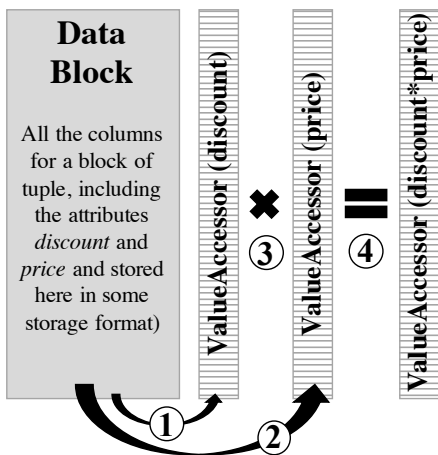 Data
Block
All the columns
for a block of
tuple, including
the attributes
discount and
price and stored
here in some
storage format)
ValueAccessor (discount)
ValueAccessor (price)
ValueAccessor (discount*price)
✖
③
=
④
①
②